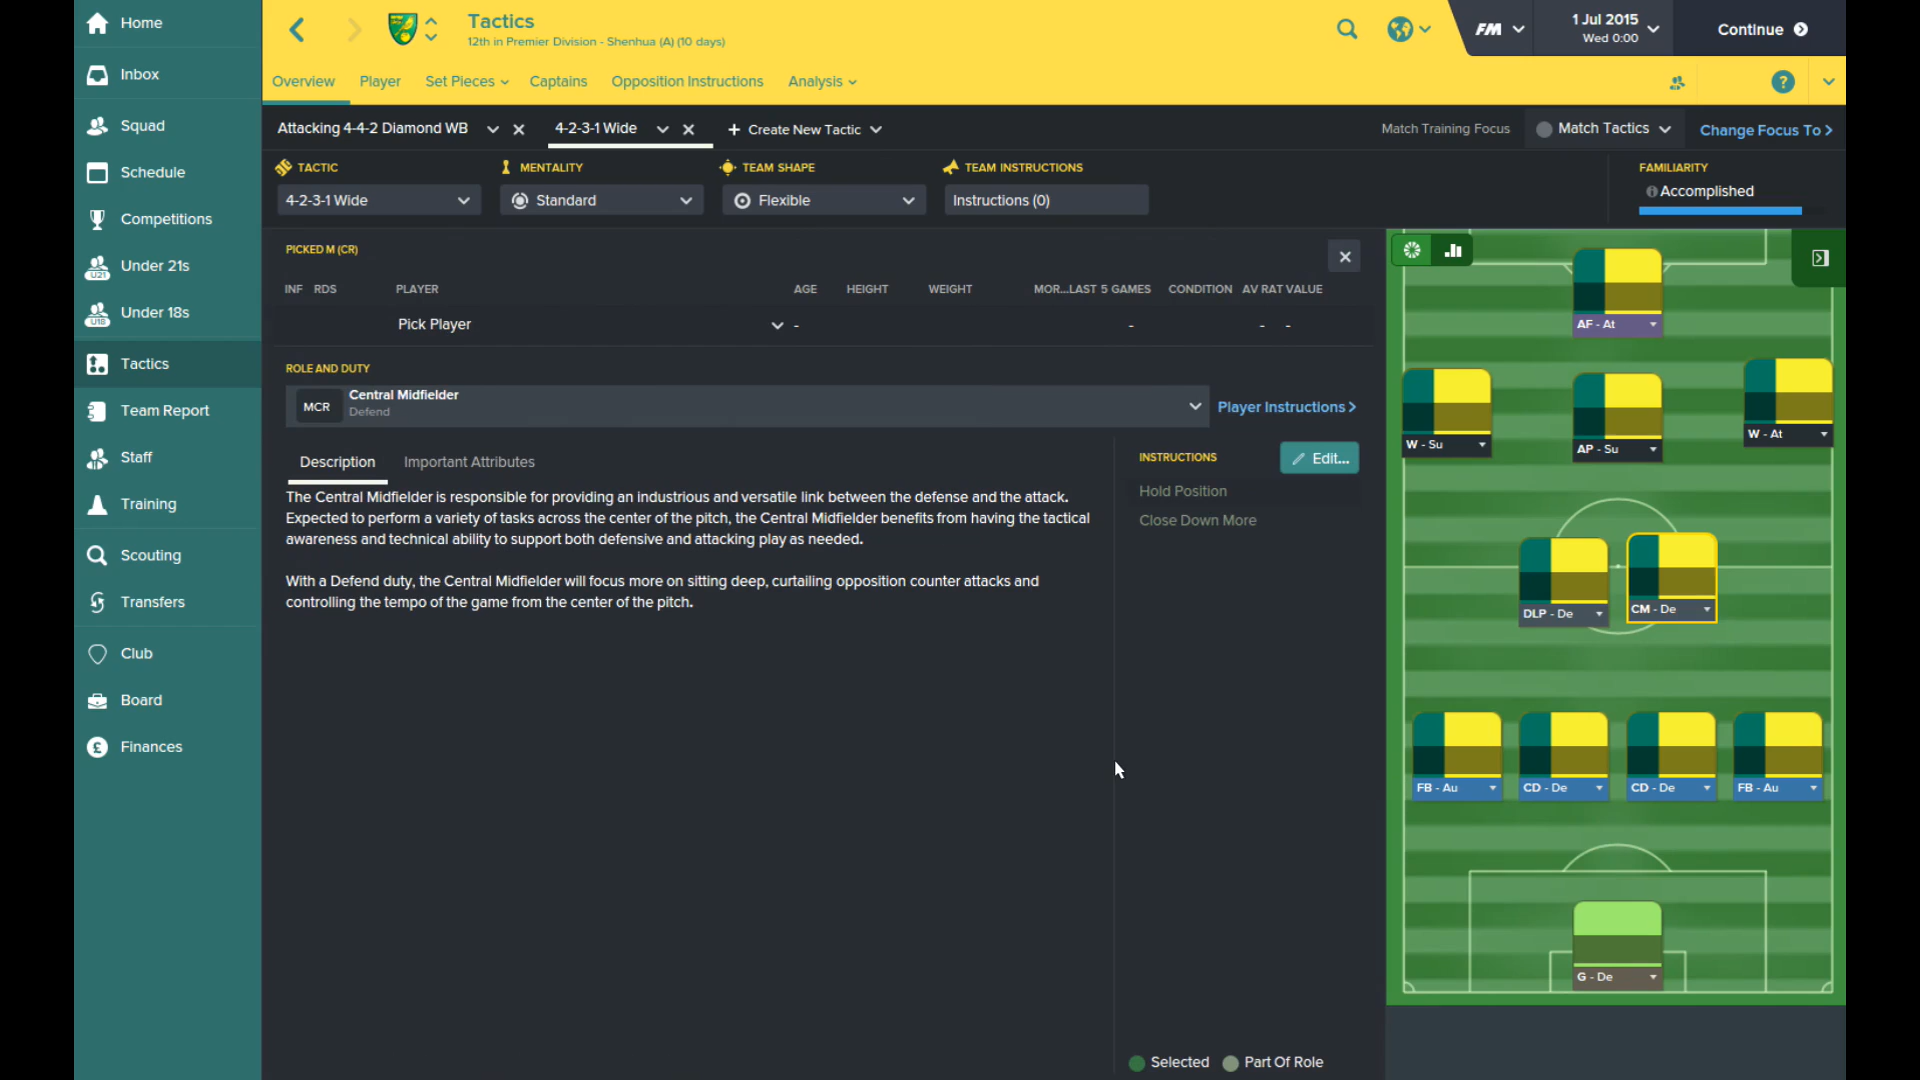 Home
Inbox
Squad
Schedule
Competitions
U21
Under 21s
U18
Under 18s
Tactics
Team Report
Staff
Training
Scouting
Transfers
Club
Board
£
Finances
Tactics
12th in Premier Division - Shenhua (A) (10 days)
FM
1 Jul 2015
Wed 0:00
Continue
Overview
Player
Set Pieces
Captains
Opposition Instructions
Analysis
?
Attacking 4-4-2 Diamond WB
4-2-3-1 Wide
Create New Tactic
Match Training Focus
Match Tactics
Change Focus To
TACTIC
4-2-3-1 Wide
MENTALITY
Standard
TEAM SHAPE
Flexible
TEAM INSTRUCTIONS
Instructions (0)
FAMILIARITY
Accomplished
PICKED M (CR)
INF RDS PLAYER AGE HEIGHT WEIGHT MOR...LAST 5 GAMES CONDITION AV RAT VALUE
Pick Player - - - -
ROLE AND DUTY
MCR
Central Midfielder
Defend
Player Instructions
Description
Important Attributes
The Central Midfielder is responsible for providing an industrious and versatile link between the defense and the attack.
Expected to perform a variety of tasks across the center of the pitch, the Central Midfielder benefits from having the tactical
awareness and technical ability to support both defensive and attacking play as needed.
With a Defend duty, the Central Midfielder will focus more on sitting deep, curtailing opposition counter attacks and
controlling the tempo of the game from the center of the pitch.
INSTRUCTIONS
Edit...
Hold Position
Close Down More
Selected
Part Of Role
AF - At
W - Su
AP - Su
W - At
DLP - De
CM - De
FB - Au
CD - De
CD - De
FB - Au
G - De